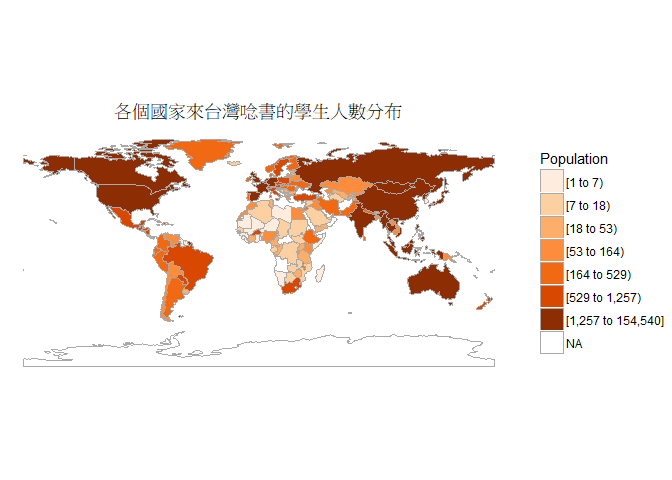 各個國家來台灣唸書的學生人數分布
Population
[1 to 7)
[7 to 18)
[18 to 53)
[53 to 164)
[164 to 529)
[529 to 1,257)
[1,257 to 154,540]
NA